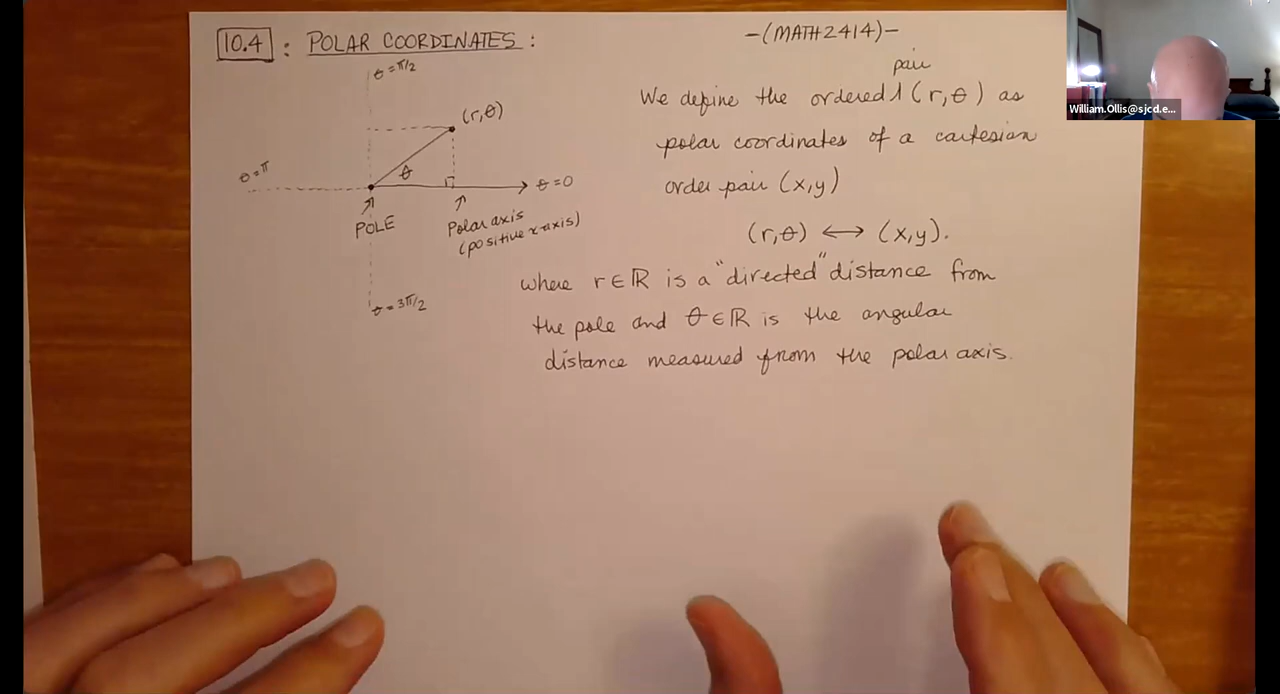 10.4 : POLAR COORDINATES :
-(MATH2414)-
θ = π/2
(r,θ)
θ = π
θ
θ = 0
POLE
Polar axis
(positive x-axis)
θ = 3π/2
pair
We define the ordered ∧ (r,θ) as
polar coordinates of a cartesian
order pair (x,y)
(r,θ) ⟷ (x,y).
where r ∈ ℝ is a "directed" distance from
the pole and θ ∈ ℝ is the angular
distance measured from the polar axis.
William.Ollis@sjcd.e...